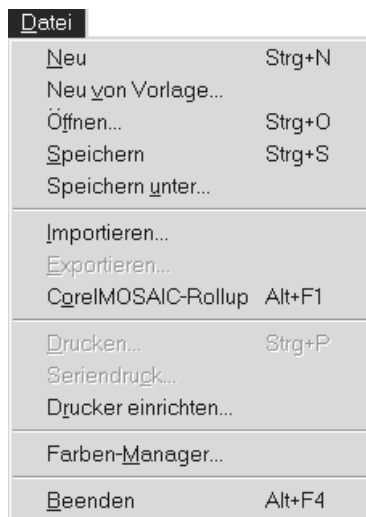 Datei
Neu Strg+N
Neu von Vorlage...
Öffnen... Strg+O
Speichern Strg+S
Speichern unter...
Importieren...
Exportieren...
CorelMOSAIC-Rollup Alt+F1
Drucken... Strg+P
Seriendruck...
Drucker einrichten...
Farben-Manager...
Beenden Alt+F4